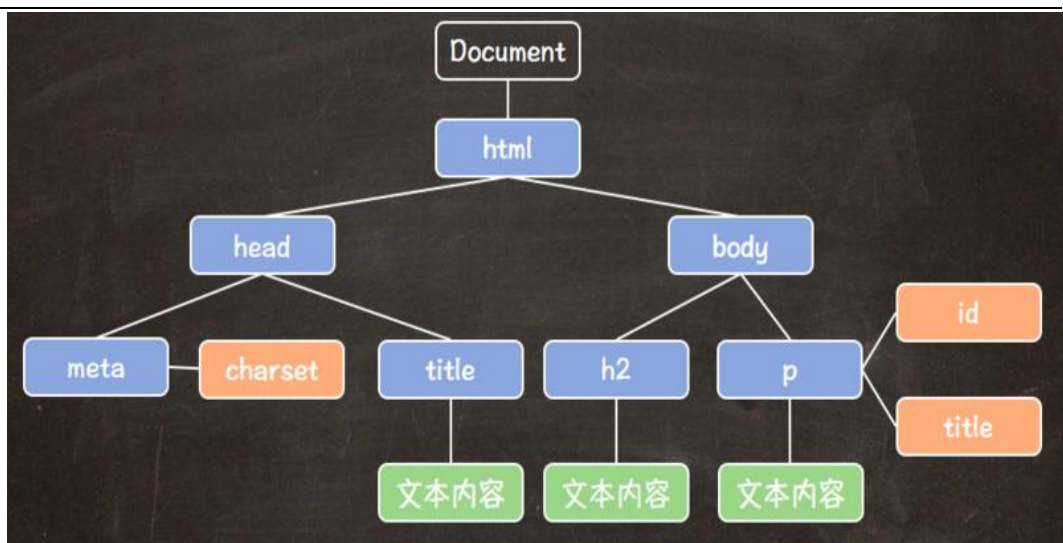 Document
html
head
body
id
meta
charset
title
h2
p
title
文本内容
文本内容
文本内容